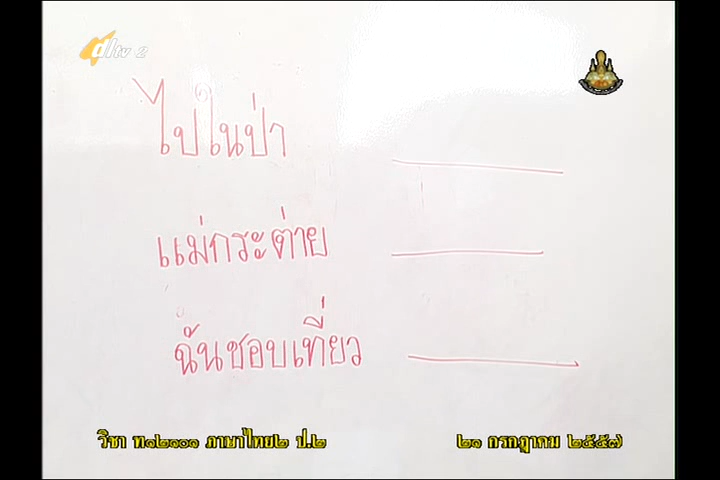 dltv 2
ไปในป่า
แม่กระต่าย
ฉันชอบเที่ยว
วิชา ท๑๒๑๐๑ ภาษาไทย๒ ป.๒
๒๑ กรกฎาคม ๒๕๕๗